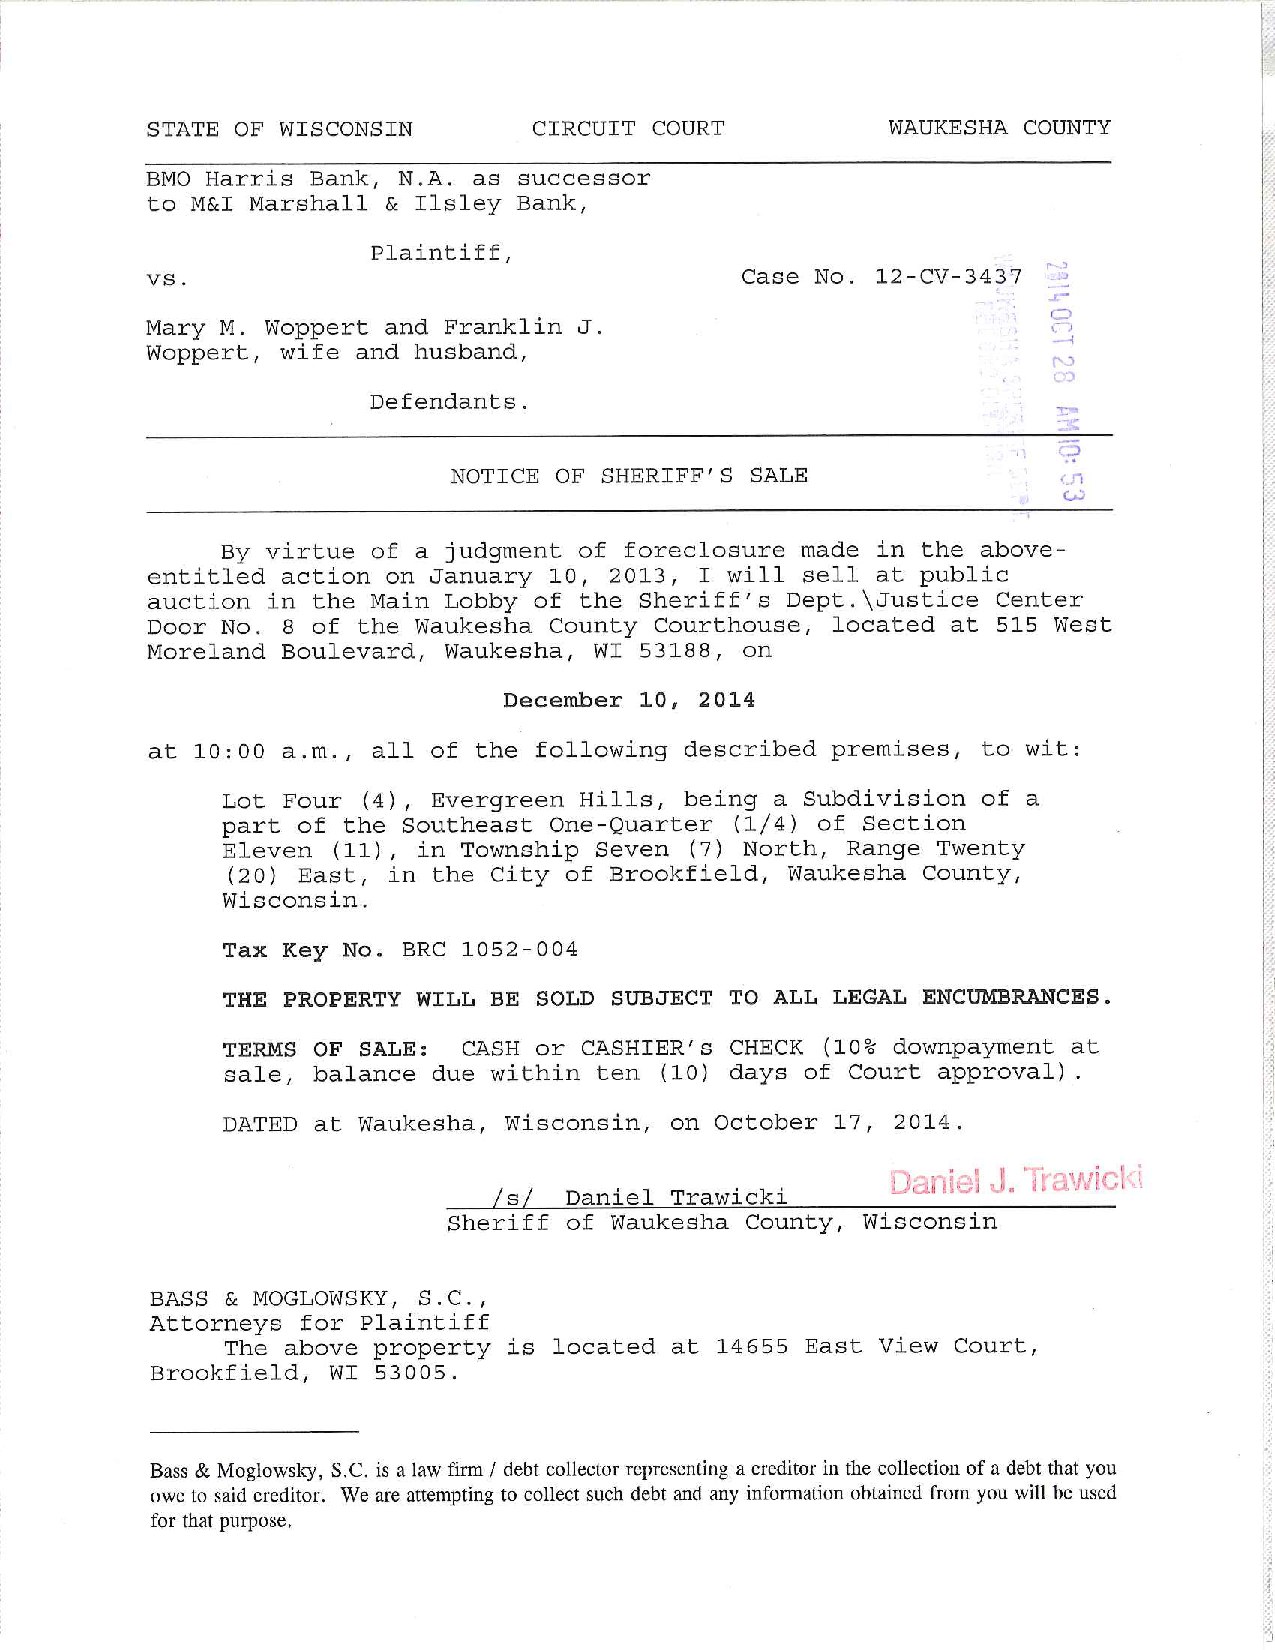 STATE OF WISCONSIN CIRCUIT COURT WAUKESHA COUNTY
BMO Harris Bank, N.A. as successor
to M&I Marshall & Ilsley Bank,
Plaintiff,
vs. Case No. 12-CV-3437
Mary M. Woppert and Franklin J.
Woppert, wife and husband,
Defendants.
2014 OCT 28 AM 10:53
NOTICE OF SHERIFF'S SALE
By virtue of a judgment of foreclosure made in the above-
entitled action on January 10, 2013, I will sell at public
auction in the Main Lobby of the Sheriff's Dept.\Justice Center
Door No. 8 of the Waukesha County Courthouse, located at 515 West
Moreland Boulevard, Waukesha, WI 53188, on
December 10, 2014
at 10:00 a.m., all of the following described premises, to wit:
Lot Four (4), Evergreen Hills, being a Subdivision of a
part of the Southeast One-Quarter (1/4) of Section
Eleven (11), in Township Seven (7) North, Range Twenty
(20) East, in the City of Brookfield, Waukesha County,
Wisconsin.
Tax Key No. BRC 1052-004
THE PROPERTY WILL BE SOLD SUBJECT TO ALL LEGAL ENCUMBRANCES.
TERMS OF SALE: CASH or CASHIER's CHECK (10% downpayment at
sale, balance due within ten (10) days of Court approval).
DATED at Waukesha, Wisconsin, on October 17, 2014.
/s/ Daniel Trawicki Daniel J. Trawicki
Sheriff of Waukesha County, Wisconsin
BASS & MOGLOWSKY, S.C.,
Attorneys for Plaintiff
The above property is located at 14655 East View Court,
Brookfield, WI 53005.
Bass & Moglowsky, S.C. is a law firm / debt collector representing a creditor in the collection of a debt that you
owe to said creditor. We are attempting to collect such debt and any information obtained from you will be used
for that purpose.